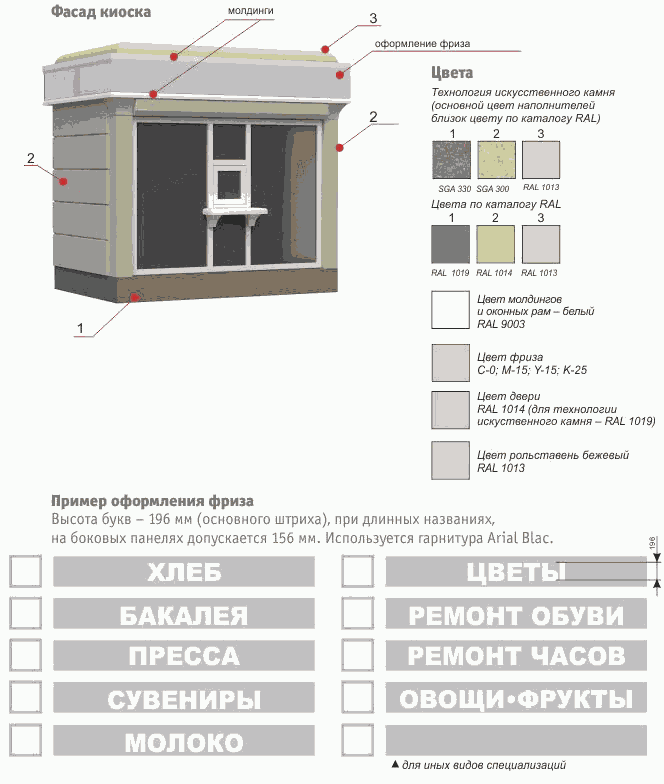 Фасад киоска
молдинги
3
оформление фриза
2
2
1
Цвета
Технология искусственного камня
(основной цвет наполнителей
близок цвету по каталогу RAL)
1 2 3
SGA 330 SGA 300 RAL 1013
Цвета по каталогу RAL
1 2 3
RAL 1019 RAL 1014 RAL 1013
Цвет молдингов
и оконных рам – белый
RAL 9003
Цвет фриза
C-0; M-15; Y-15; K-25
Цвет двери
RAL 1014 (для технологии
искуственного камня – RAL 1019)
Цвет рольставень бежевый
RAL 1013
Пример оформления фриза
Высота букв – 196 мм (основного штриха), при длинных названиях,
на боковых панелях допускается 156 мм. Используется гарнитура Arial Blac.
196
ХЛЕБ
ЦВЕТЫ
БАКАЛЕЯ
РЕМОНТ ОБУВИ
ПРЕССА
РЕМОНТ ЧАСОВ
СУВЕНИРЫ
ОВОЩИ•ФРУКТЫ
МОЛОКО
▲ для иных видов специализаций